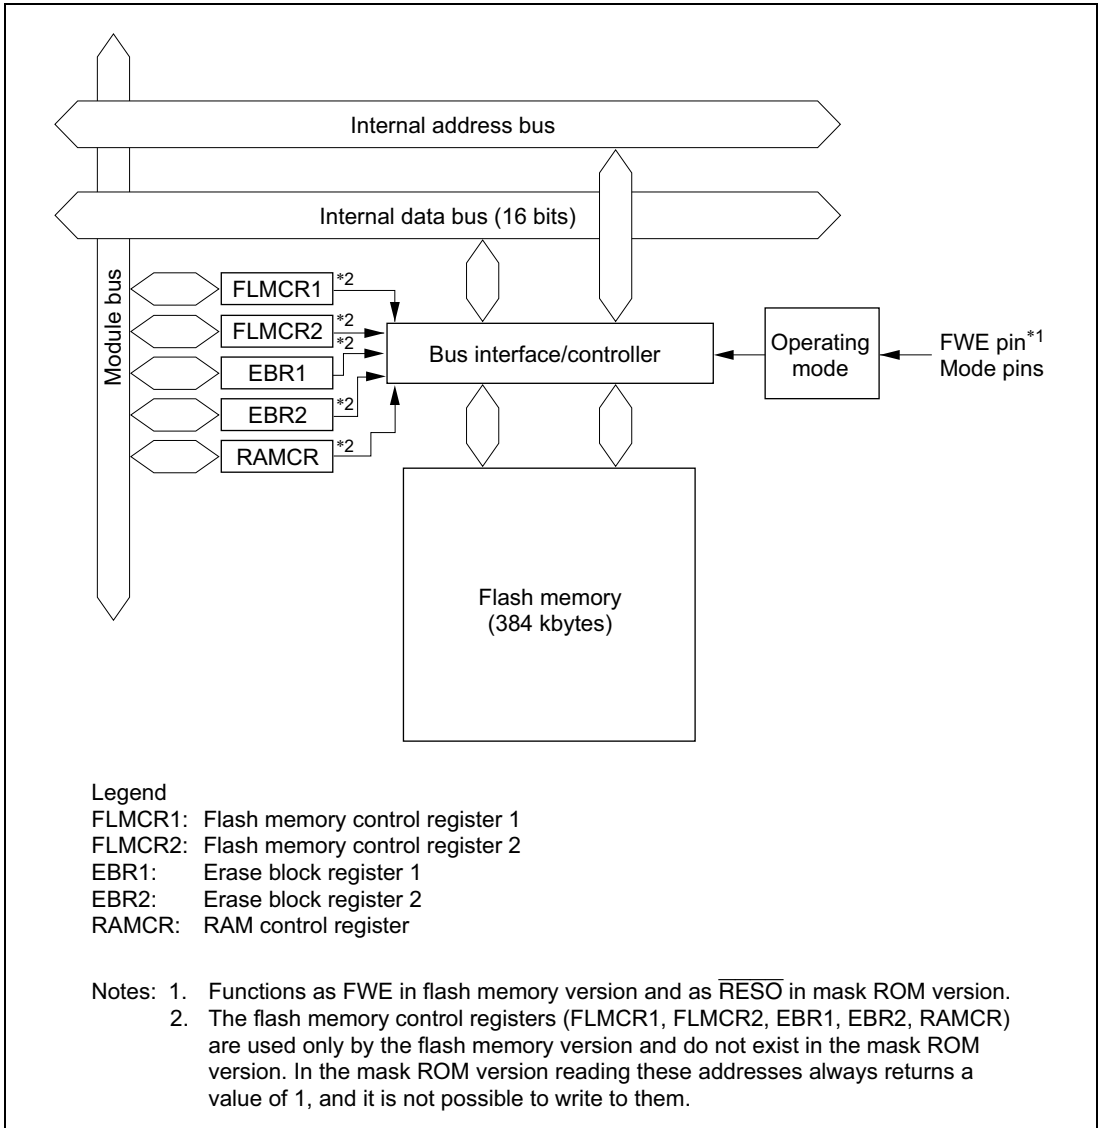 Internal address bus
Internal data bus (16 bits)
Module bus
FLMCR1 *2
FLMCR2 *2
EBR1 *2
EBR2 *2
RAMCR *2
Bus interface/controller
Operating
mode
FWE pin*1
Mode pins
Flash memory
(384 kbytes)
Legend
FLMCR1: Flash memory control register 1
FLMCR2: Flash memory control register 2
EBR1: Erase block register 1
EBR2: Erase block register 2
RAMCR: RAM control register
Notes: 1. Functions as FWE in flash memory version and as R̅E̅S̅O̅ in mask ROM version.
2. The flash memory control registers (FLMCR1, FLMCR2, EBR1, EBR2, RAMCR)
are used only by the flash memory version and do not exist in the mask ROM
version. In the mask ROM version reading these addresses always returns a
value of 1, and it is not possible to write to them.